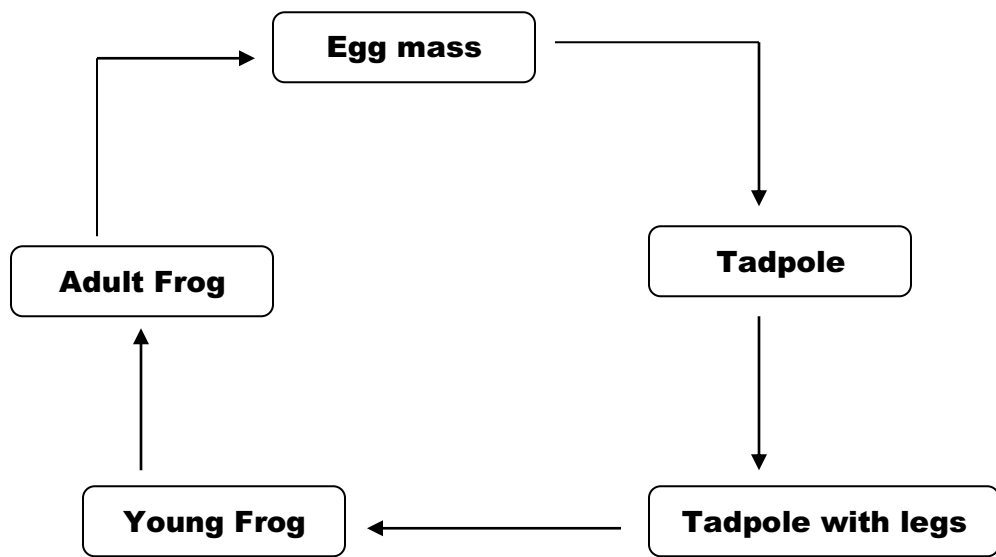 Egg mass
Tadpole
Adult Frog
Young Frog
Tadpole with legs